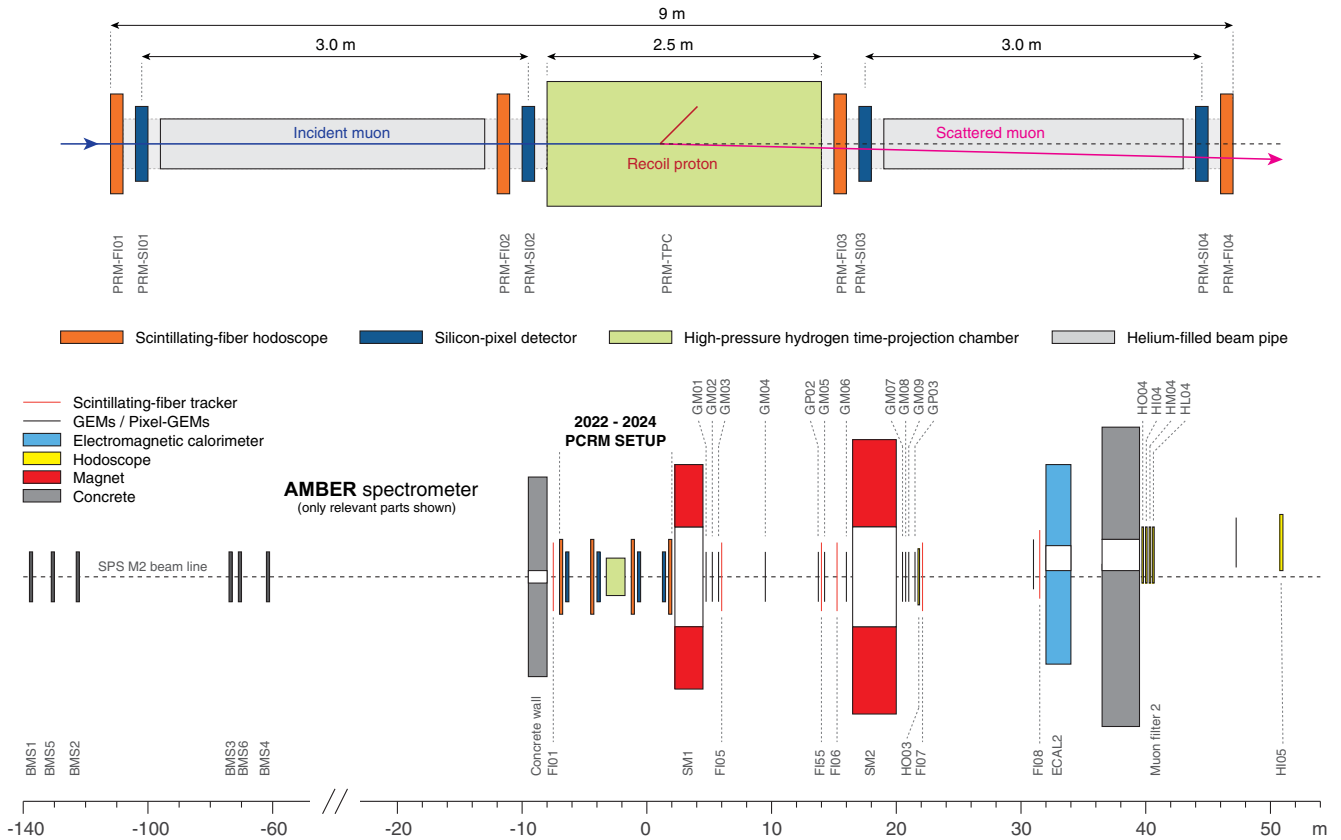 9 m
3.0 m
2.5 m
3.0 m
Incident muon
Scattered muon
Recoil proton
PRM-FI01
PRM-SI01
PRM-FI02
PRM-SI02
PRM-TPC
PRM-FI03
PRM-SI03
PRM-SI04
PRM-FI04
Scintillating-fiber hodoscope
Silicon-pixel detector
High-pressure hydrogen time-projection chamber
Helium-filled beam pipe
Scintillating-fiber tracker
GEMs / Pixel-GEMs
Electromagnetic calorimeter
Hodoscope
Magnet
Concrete
AMBER spectrometer
(only relevant parts shown)
2022 - 2024
PCRM SETUP
GM01
GM02
GM03
GM04
GP02
GM05
GM06
GM07
GM08
GM09
GP03
HO04
HI04
HM04
HL04
SPS M2 beam line
BMS1
BMS5
BMS2
BMS3
BMS6
BMS4
Concrete wall
FI01
SM1
FI05
FI55
FI06
SM2
HO03
FI07
FI08
ECAL2
Muon filter 2
HI05
-140
-100
-60
-20
-10
0
10
20
30
40
50
m